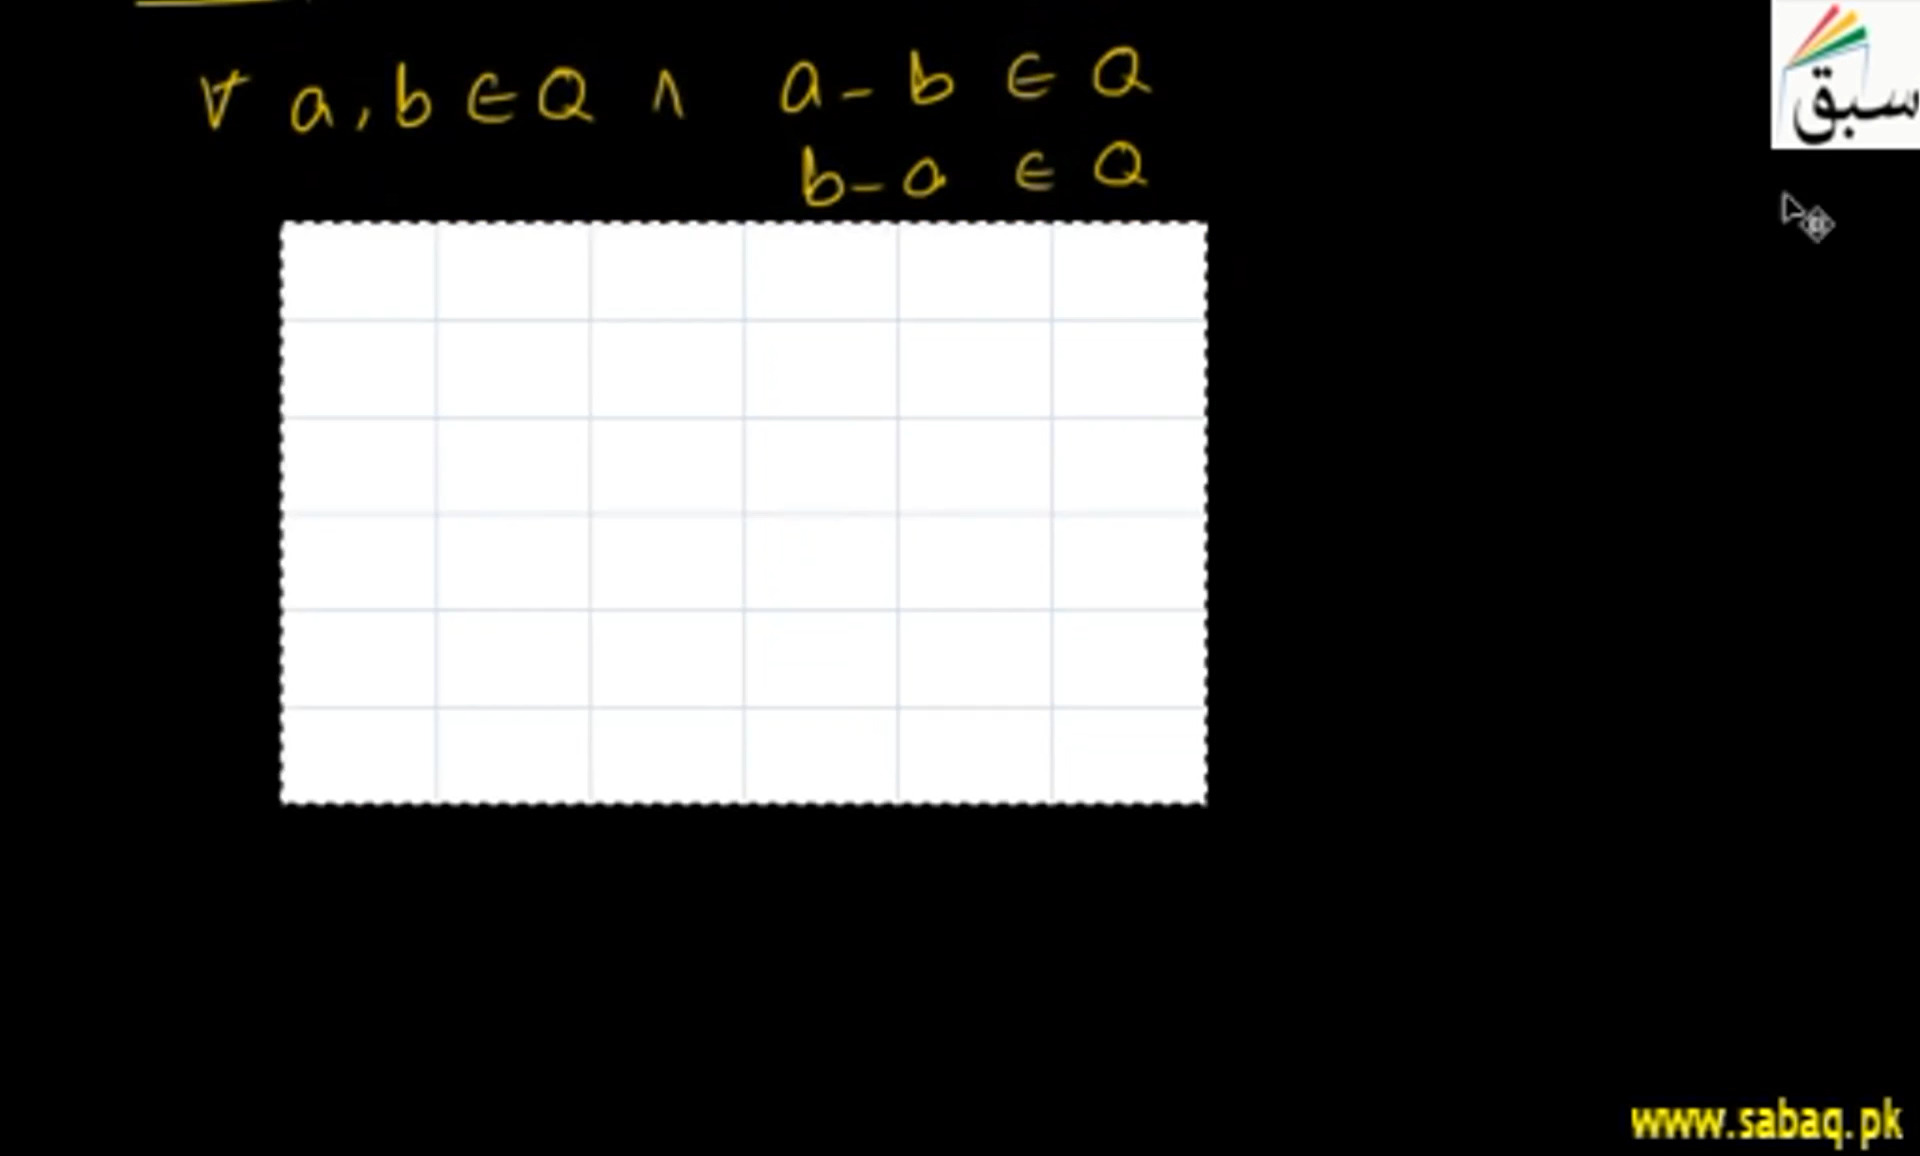 ∀ a, b ∈ Q ∧ a - b ∈ Q
b - a ∈ Q
سبق
www.sabaq.pk